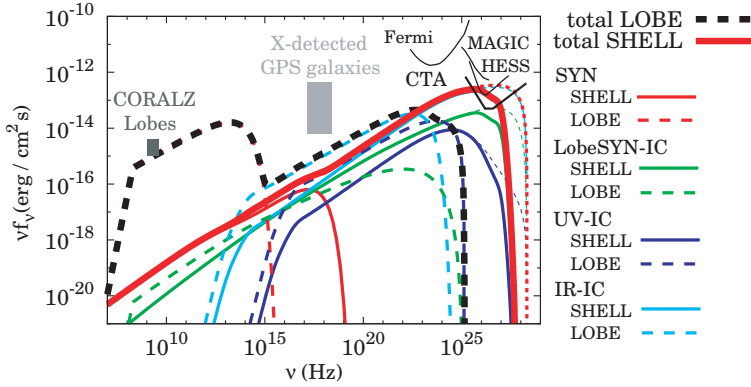 10^-10
10^-12
10^-14
10^-16
10^-18
10^-20
νf_ν(erg / cm^2 s)
10^10
10^15
10^20
10^25
ν (Hz)
CORALZ
Lobes
X-detected
GPS galaxies
Fermi
CTA
MAGIC
HESS
total LOBE
total SHELL
SYN
SHELL
LOBE
LobeSYN-IC
SHELL
LOBE
UV-IC
SHELL
LOBE
IR-IC
SHELL
LOBE